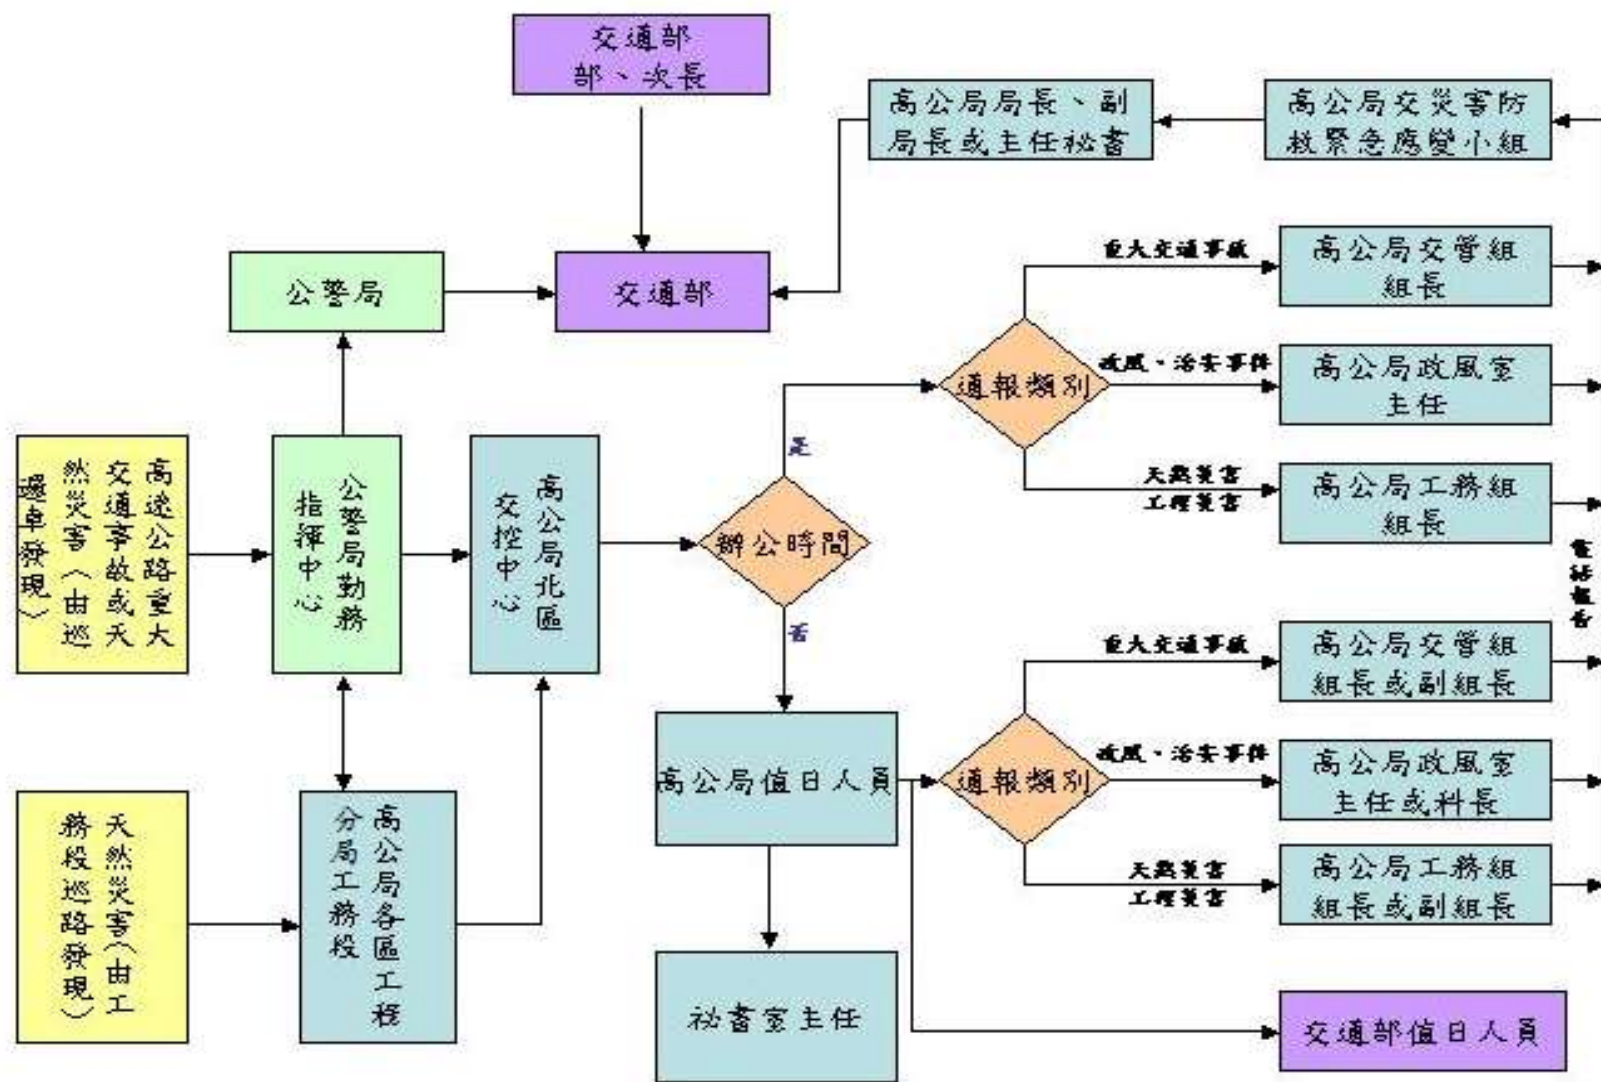 交通部
部、次長
高公局局長、副
局長或主任祕書
高公局交災害防
救緊急應變小組
公警局
交通部
重大交通事故
高公局交管組
組長
通報類別
政風、治安事件
高公局政風室
主任
天然災害
工程災害
高公局工務組
組長
是
高速公路重大
交通事故或天
然災害（由巡
邏車發現）
公警局勤務
指揮中心
高公局北區
交控中心
辦公時間
否
電話報告
重大交通事故
高公局交管組
組長或副組長
高公局值日人員
通報類別
政風、治安事件
高公局政風室
主任或科長
天然災害
工程災害
高公局工務組
組長或副組長
天然災害（由工
務段巡路發現）
高公局各區工程
分局工務段
祕書室主任
交通部值日人員